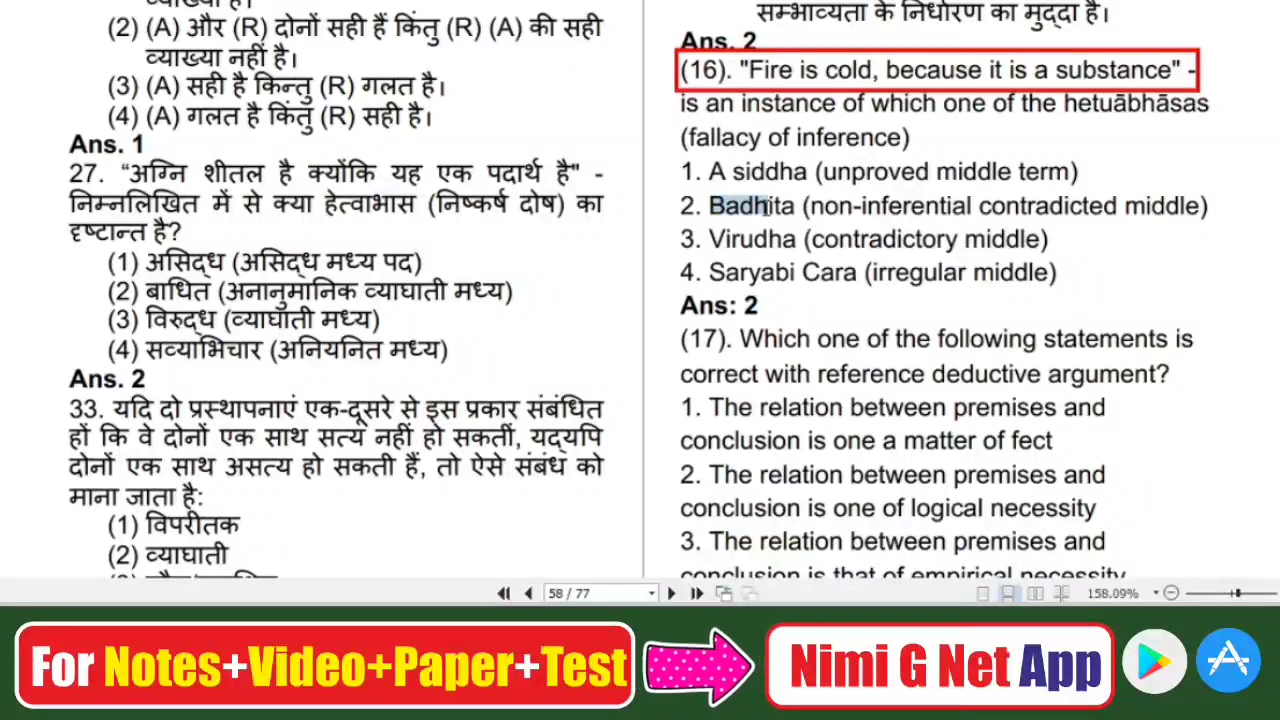 व्याख्या है।
(2) (A) और (R) दोनों सही हैं किंतु (R) (A) की सही
व्याख्या नहीं है।
(3) (A) सही है किन्तु (R) गलत है।
(4) (A) गलत है किंतु (R) सही है।
Ans. 1
27. “अग्नि शीतल है क्योंकि यह एक पदार्थ है" -
निम्नलिखित में से क्या हेत्वाभास (निष्कर्ष दोष) का
दृष्टान्त है?
(1) असिद्ध (असिद्ध मध्य पद)
(2) बाधित (अनानुमानिक व्याघाती मध्य)
(3) विरुद्ध (व्याघाती मध्य)
(4) सव्याभिचार (अनियनित मध्य)
Ans. 2
33. यदि दो प्रस्थापनाएं एक-दूसरे से इस प्रकार संबंधित
हों कि वे दोनों एक साथ सत्य नहीं हो सकतीं, यद्यपि
दोनों एक साथ असत्य हो सकती हैं, तो ऐसे संबंध को
माना जाता है:
(1) विपरीतक
(2) व्याघाती
सम्भाव्यता के निर्धारण का मुद्दा है।
Ans. 2
(16). "Fire is cold, because it is a substance" -
is an instance of which one of the hetuābhāsas
(fallacy of inference)
1. A siddha (unproved middle term)
2. Badhita (non-inferential contradicted middle)
3. Virudha (contradictory middle)
4. Saryabi Cara (irregular middle)
Ans: 2
(17). Which one of the following statements is
correct with reference deductive argument?
1. The relation between premises and
conclusion is one a matter of fect
2. The relation between premises and
conclusion is one of logical necessity
3. The relation between premises and
conclusion is that of empirical necessity
58 / 77
158.09%
For Notes+Video+Paper+Test
Nimi G Net App